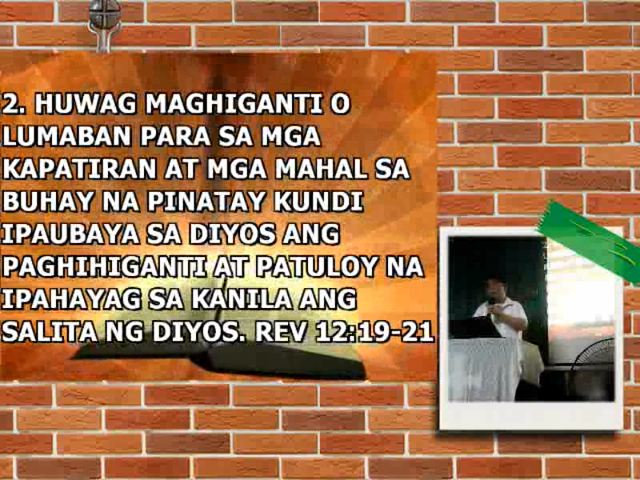 2. HUWAG MAGHIGANTI O
LUMABAN PARA SA MGA
KAPATIRAN AT MGA MAHAL SA
BUHAY NA PINATAY KUNDI
IPAUBAYA SA DIYOS ANG
PAGHIHIGANTI AT PATULOY NA
IPAHAYAG SA KANILA ANG
SALITA NG DIYOS. REV 12:19-21